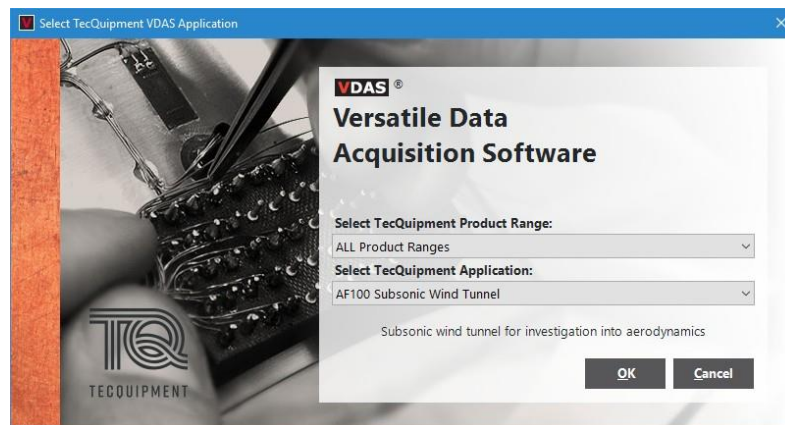 Select TecQuipment VDAS Application
VDAS ®
Versatile Data
Acquisition Software
Select TecQuipment Product Range:
ALL Product Ranges
Select TecQuipment Application:
AF100 Subsonic Wind Tunnel
Subsonic wind tunnel for investigation into aerodynamics
OK Cancel
TQ
TECQUIPMENT